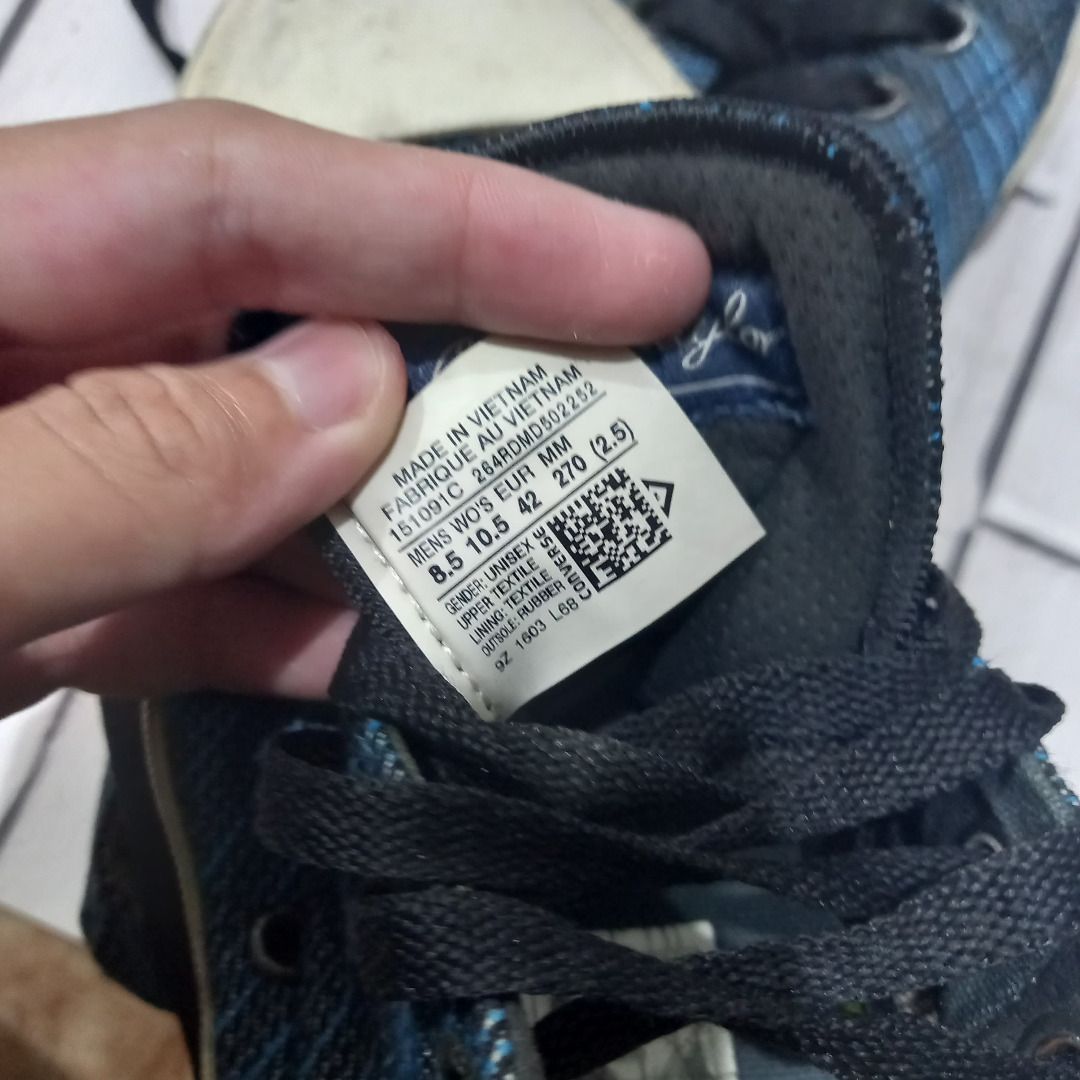 MADE IN VIETNAM
FABRIQUE AU VIETNAM
151091C 264RDMD502252
MENS WO'S EUR MM
8.5 10.5 42 270 (2.5)
GENDER: UNISEX
UPPER TEXTILE
LINING: TEXTILE
OUTSOLE: RUBBER
9Z 1603 L68
CONVERSE